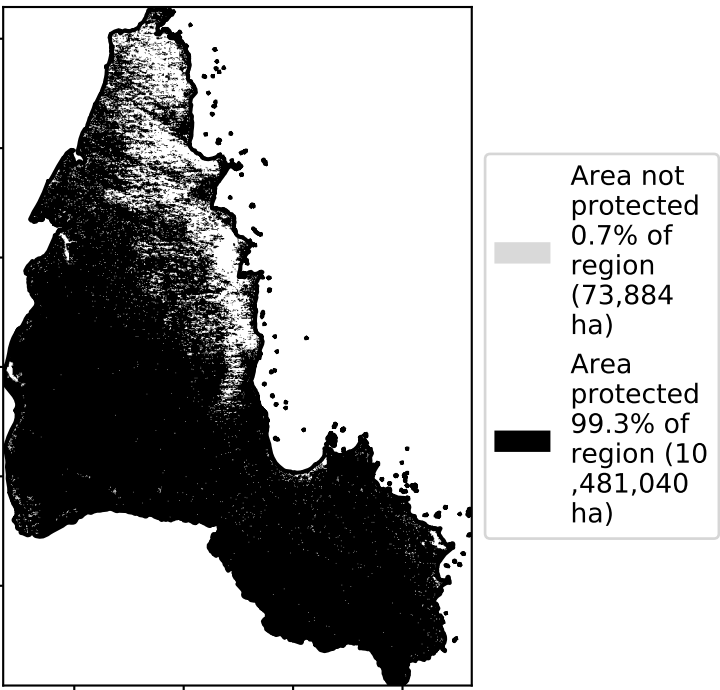 Area not
protected
0.7% of
region
(73,884
ha)
Area
protected
99.3% of
region (10
,481,040
ha)